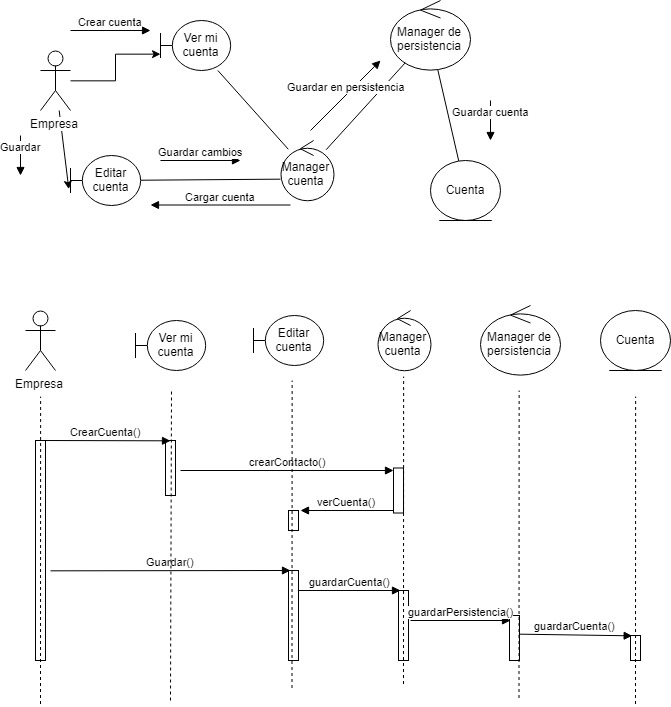 Crear cuenta
Ver mi
cuenta
Manager de
persistencia
Guardar en persistencia
Empresa
Guardar cuenta
Guardar
Guardar cambios
Editar
cuenta
Manager
cuenta
Cargar cuenta
Cuenta
Empresa
Ver mi
cuenta
Editar
cuenta
Manager
cuenta
Manager de
persistencia
Cuenta
CrearCuenta()
crearContacto()
verCuenta()
Guardar()
guardarCuenta()
guardarPersistencia()
guardarCuenta()